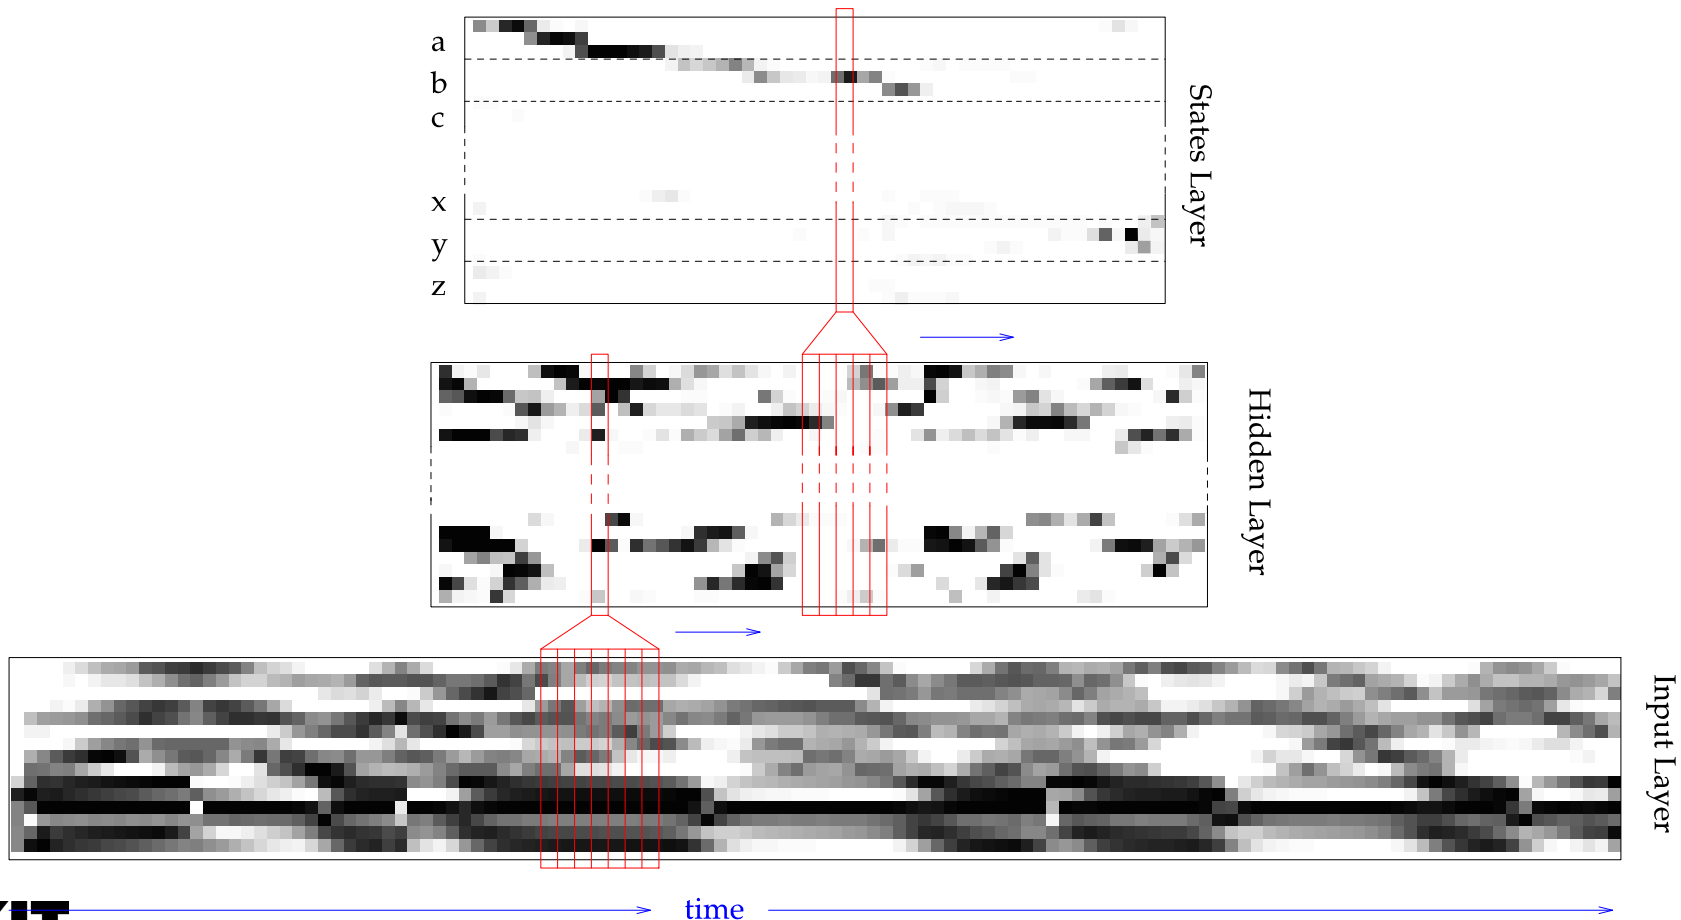 a
b
c
x
y
z
States Layer
Hidden Layer
Input Layer
time